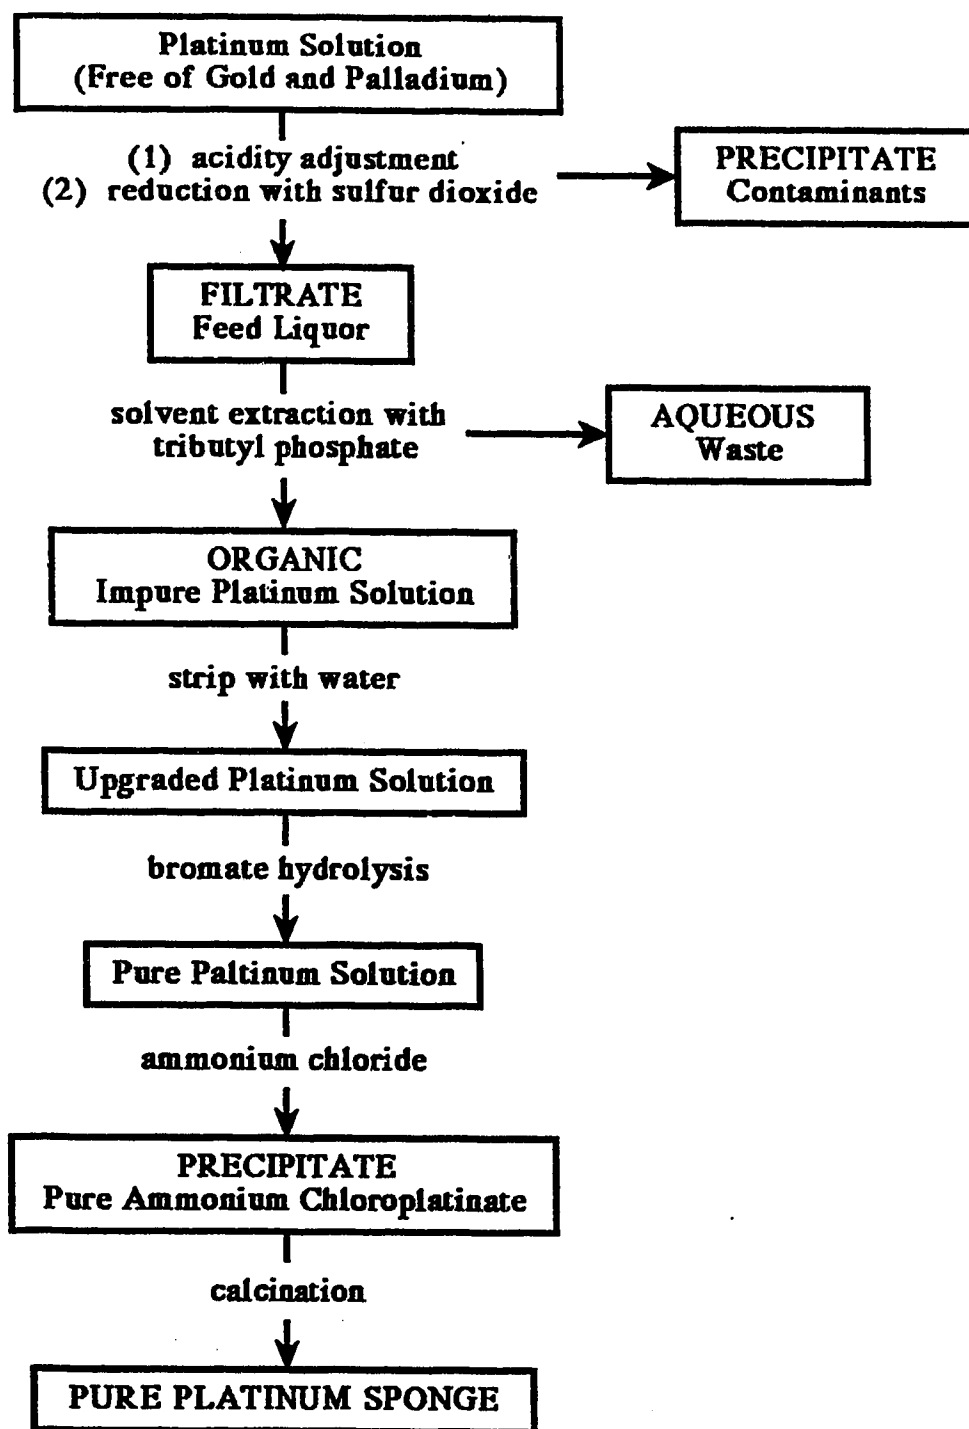 Platinum Solution
(Free of Gold and Palladium)
(1) acidity adjustment
(2) reduction with sulfur dioxide
PRECIPITATE
Contaminants
FILTRATE
Feed Liquor
solvent extraction with
tributyl phosphate
AQUEOUS
Waste
ORGANIC
Impure Platinum Solution
strip with water
Upgraded Platinum Solution
bromate hydrolysis
Pure Paltinum Solution
ammonium chloride
PRECIPITATE
Pure Ammonium Chloroplatinate
calcination
PURE PLATINUM SPONGE